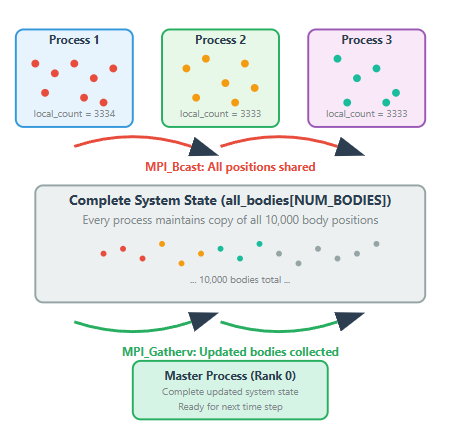 Process 1
Process 2
Process 3
local_count = 3334
local_count = 3333
local_count = 3333
MPI_Bcast: All positions shared
Complete System State (all_bodies[NUM_BODIES])
Every process maintains copy of all 10,000 body positions
... 10,000 bodies total ...
MPI_Gatherv: Updated bodies collected
Master Process (Rank 0)
Complete updated system state
Ready for next time step